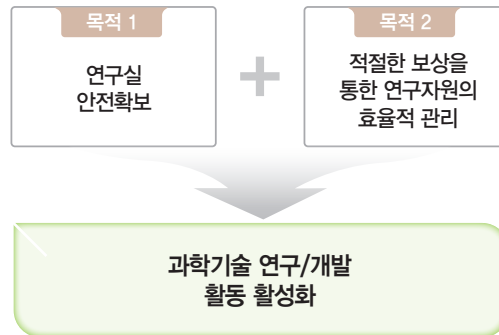 목적 1
연구실
안전확보
+
목적 2
적절한 보상을
통한 연구자원의
효율적 관리
과학기술 연구/개발
활동 활성화